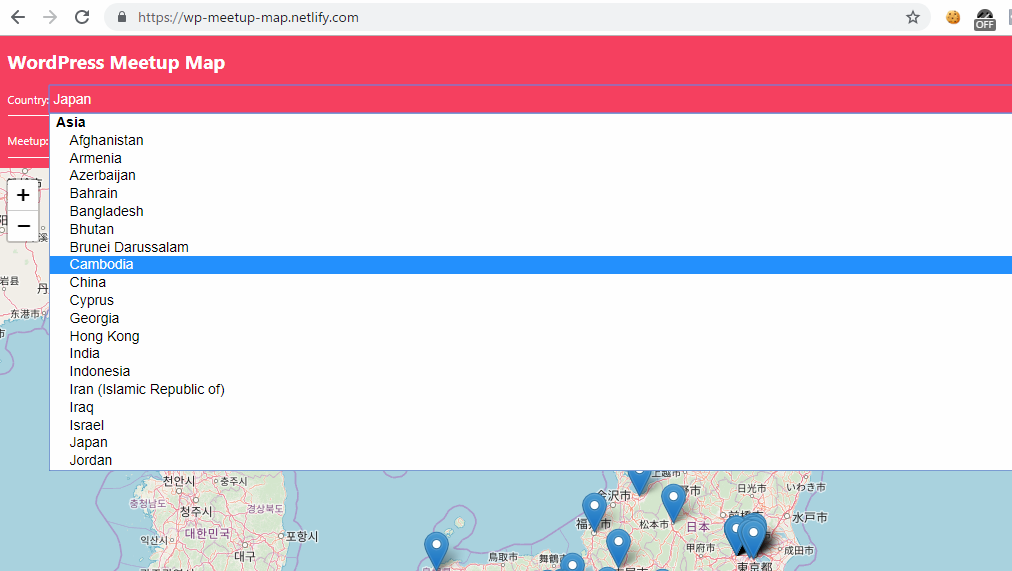 https://wp-meetup-map.netlify.com
OFF
WordPress Meetup Map
Country: Japan
Meetup:
Asia
Afghanistan
Armenia
Azerbaijan
Bahrain
Bangladesh
Bhutan
Brunei Darussalam
Cambodia
China
Cyprus
Georgia
Hong Kong
India
Indonesia
Iran (Islamic Republic of)
Iraq
Israel
Japan
Jordan
+
−
岩县
丹
东港市
천안시
충주시
충청남도
청주시
경상북도
대한민국
익산시
포항시
대구
金沢市
日光市
いわき市
福井市
松本市
日本
前橋市
水戸市
甲府市
成田市
鳥取市
舞鶴市
東京都